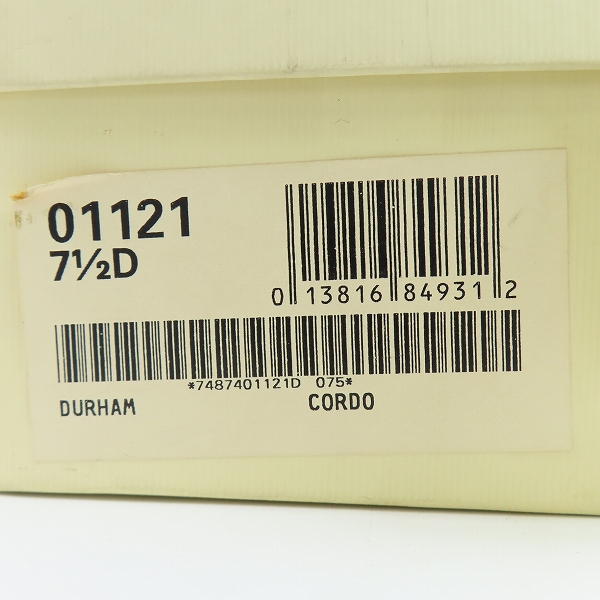 01121
7½D
0 13816 84931 2
*7487401121D 075*
DURHAM CORDO